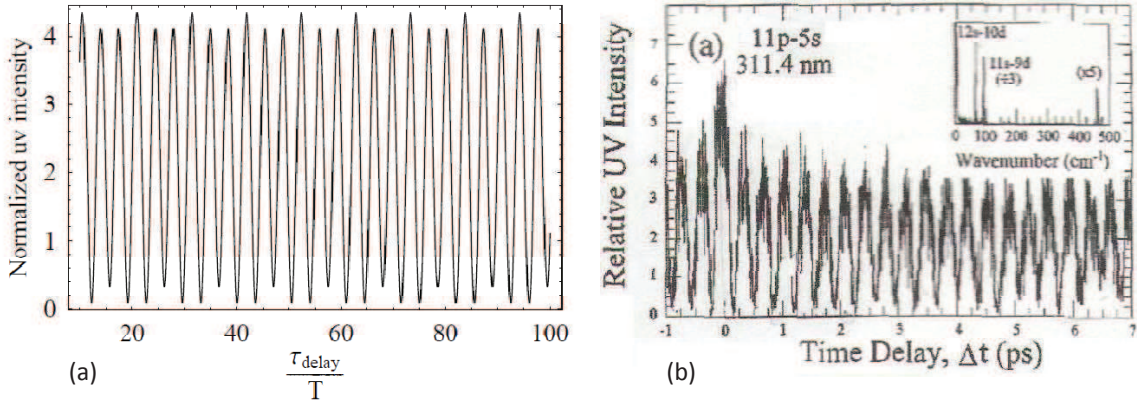 Normalized uv intensity
4
3
2
1
0
20
40
60
80
100
τdelay
T
(a)
Relative UV Intensity
7
6
5
4
3
2
1
0
(a)
11p-5s
311.4 nm
12s-10d
11s-9d
(÷3)
(x5)
0
100
200
300
400
500
Wavenumber (cm-1)
-1
0
1
2
3
4
5
6
7
Time Delay, Δt (ps)
(b)